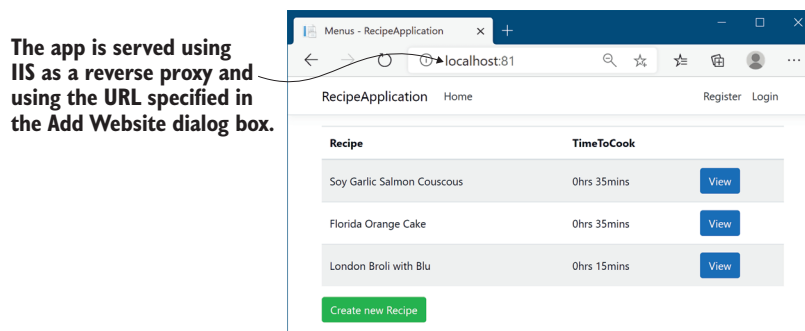 The app is served using
IIS as a reverse proxy and
using the URL specified in
the Add Website dialog box.
Menus - RecipeApplication
localhost:81
RecipeApplication Home Register Login
Recipe TimeToCook
Soy Garlic Salmon Couscous 0hrs 35mins View
Florida Orange Cake 0hrs 35mins View
London Broli with Blu 0hrs 15mins View
Create new Recipe